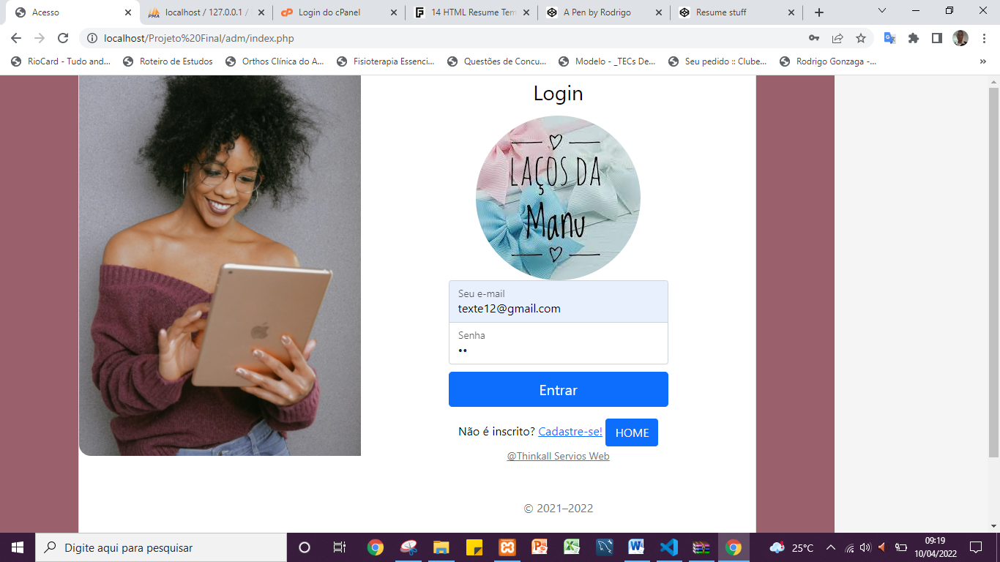 Acesso
localhost / 127.0.0.1 /
Login do cPanel
14 HTML Resume Tem
A Pen by Rodrigo
Resume stuff
localhost/Projeto%20Final/adm/index.php
RioCard - Tudo and...
Roteiro de Estudos
Orthos Clínica do A...
Fisioterapia Essenci...
Questões de Concu...
Modelo - _TECs De...
Seu pedido :: Clube...
Rodrigo Gonzaga -...
»
Login
LAÇOS DA
Manu
Seu e-mail
texte12@gmail.com
Senha
••
Entrar
Não é inscrito? Cadastre-se! HOME
@Thinkall Servios Web
© 2021–2022
Digite aqui para pesquisar
25°C
09:19
10/04/2022